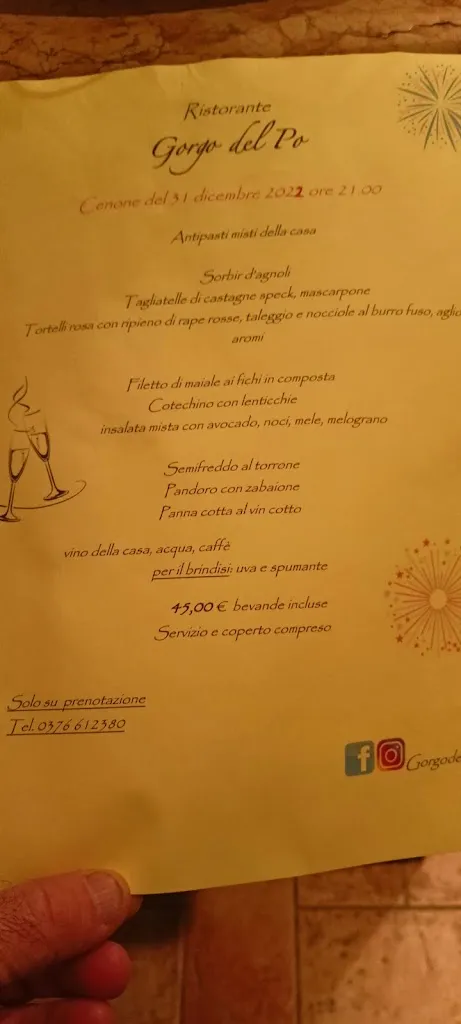 Ristorante
Gorgo del Po
Cenone del 31 dicembre 2022 ore 21.00
Antipasti misti della casa
Sorbir d'agnoli
Tagliatelle di castagne speck, mascarpone
Tortelli rosa con ripieno di rape rosse, taleggio e nocciole al burro fuso, aglio
aromi
Filetto di maiale ai fichi in composta
Cotechino con lenticchie
insalata mista con avocado, noci, mele, melograno
Semifreddo al torrone
Pandoro con zabaione
Panna cotta al vin cotto
vino della casa, acqua, caffè
per il brindisi: uva e spumante
45,00 € bevande incluse
Servizio e coperto compreso
Solo su prenotazione
Tel. 0376 612380
Gorgode